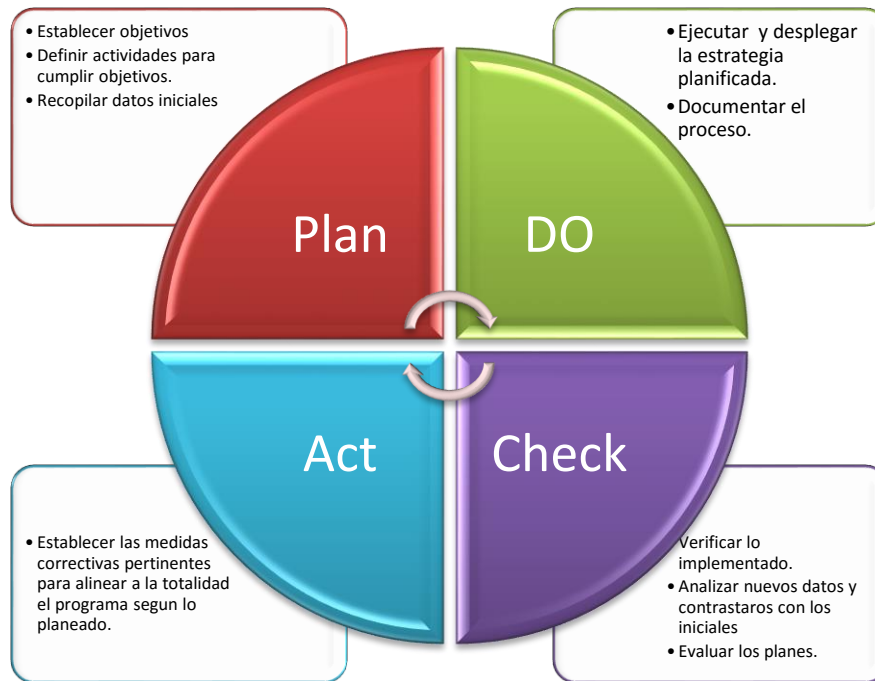 • Establecer objetivos
• Definir actividades para
cumplir objetivos.
• Recopilar datos iniciales
• Ejecutar y desplegar
la estrategia
planificada.
• Documentar el
proceso.
Plan
DO
Act
Check
• Establecer las medidas
correctivas pertinentes
para alinear a la totalidad
el programa segun lo
planeado.
Verificar lo
implementado.
• Analizar nuevos datos y
contrastaros con los
iniciales
• Evaluar los planes.